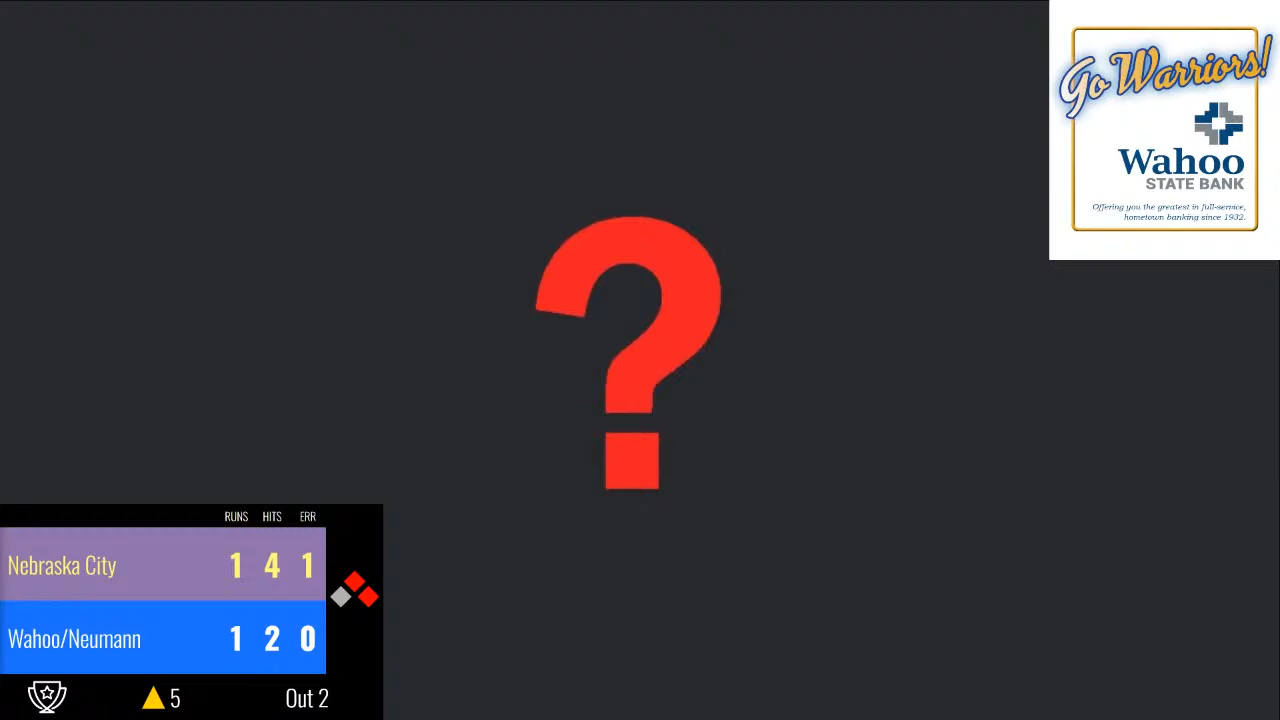 Go Warriors!
Wahoo
STATE BANK
Offering you the greatest in full-service,
hometown banking since 1932.
?
RUNS HITS ERR
Nebraska City 1 4 1
Wahoo/Neumann 1 2 0
5 Out 2